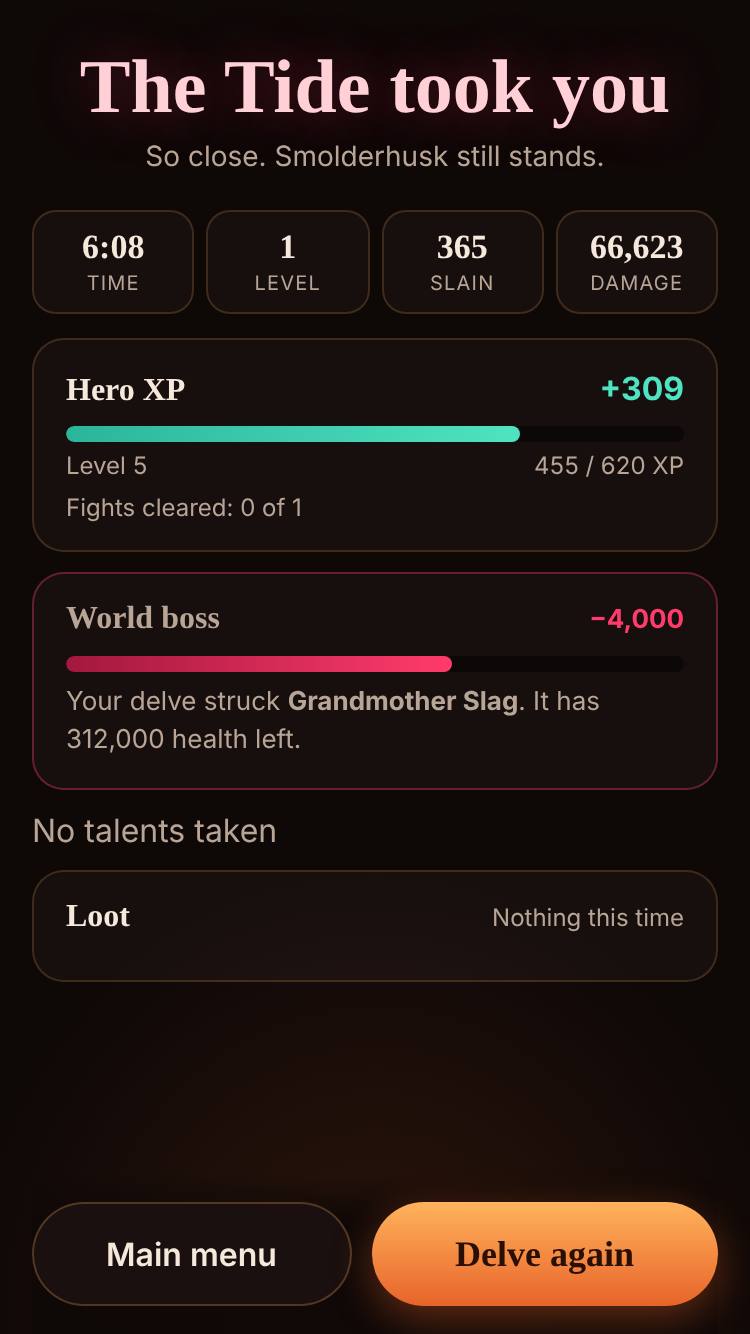 The Tide took you
So close. Smolderhusk still stands.
6:08 1 365 66,623
TIME LEVEL SLAIN DAMAGE
Hero XP +309
Level 5 455 / 620 XP
Fights cleared: 0 of 1
World boss −4,000
Your delve struck Grandmother Slag. It has
312,000 health left.
No talents taken
Loot Nothing this time
Main menu Delve again